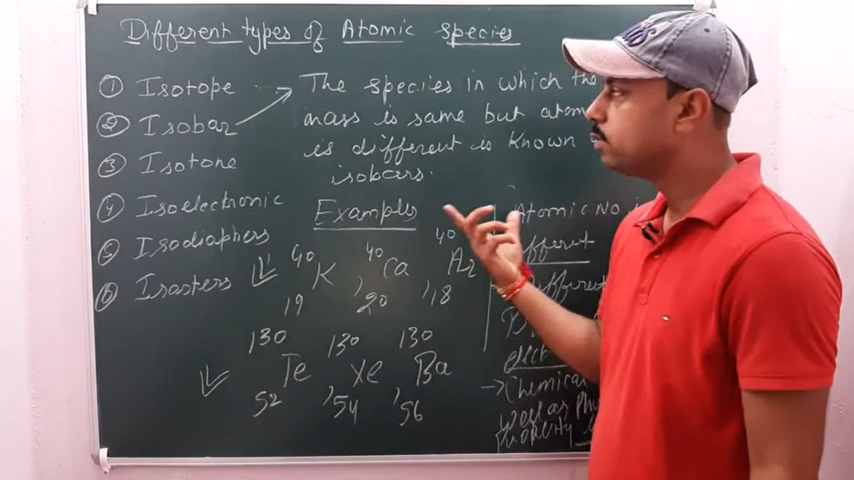 Different types of Atomic species
① Isotope
② Isobar
③ Isotone
④ Isoelectronic
⑤ Isodiaphers
⑥ Isosters
The species in which the
mass is same but atom
is different is known
isobars.
Examples
40 K 19, 40 Ca 20, 40 Ar 18
130 Te 52, 130 Xe 54, 130 Ba 56
Atomic No
different
different
elect
→ Chemical
well as Phy
Property